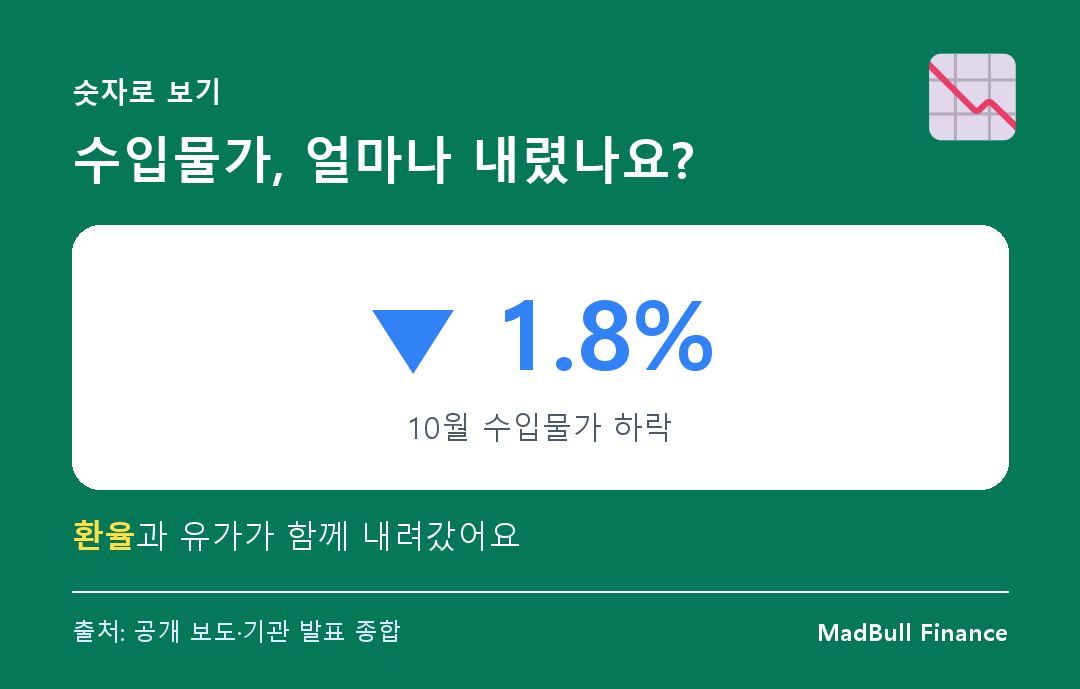 숫자로 보기
수입물가, 얼마나 내렸나요?
▼ 1.8%
10월 수입물가 하락
환율과 유가가 함께 내려갔어요
출처: 공개 보도·기관 발표 종합
MadBull Finance